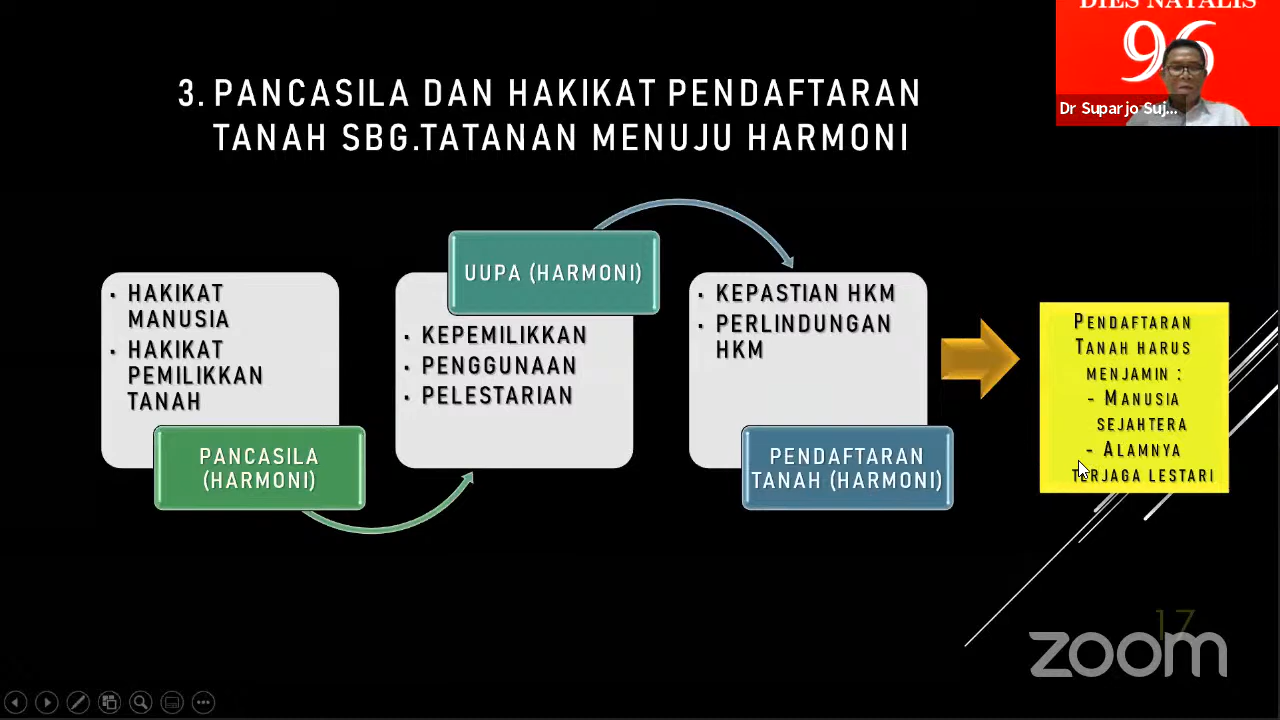 DIES NATALIS
96
Dr Suparjo Suj...
3. PANCASILA DAN HAKIKAT PENDAFTARAN
TANAH SBG.TATANAN MENUJU HARMONI
• HAKIKAT
MANUSIA
• HAKIKAT
PEMILIKKAN
TANAH
PANCASILA
(HARMONI)
UUPA (HARMONI)
• KEPEMILIKKAN
• PENGGUNAAN
• PELESTARIAN
• KEPASTIAN HKM
• PERLINDUNGAN
HKM
PENDAFTARAN
TANAH (HARMONI)
PENDAFTARAN
TANAH HARUS
MENJAMIN :
- MANUSIA
SEJAHTERA
- ALAMNYA
TERJAGA LESTARI
17
zoom